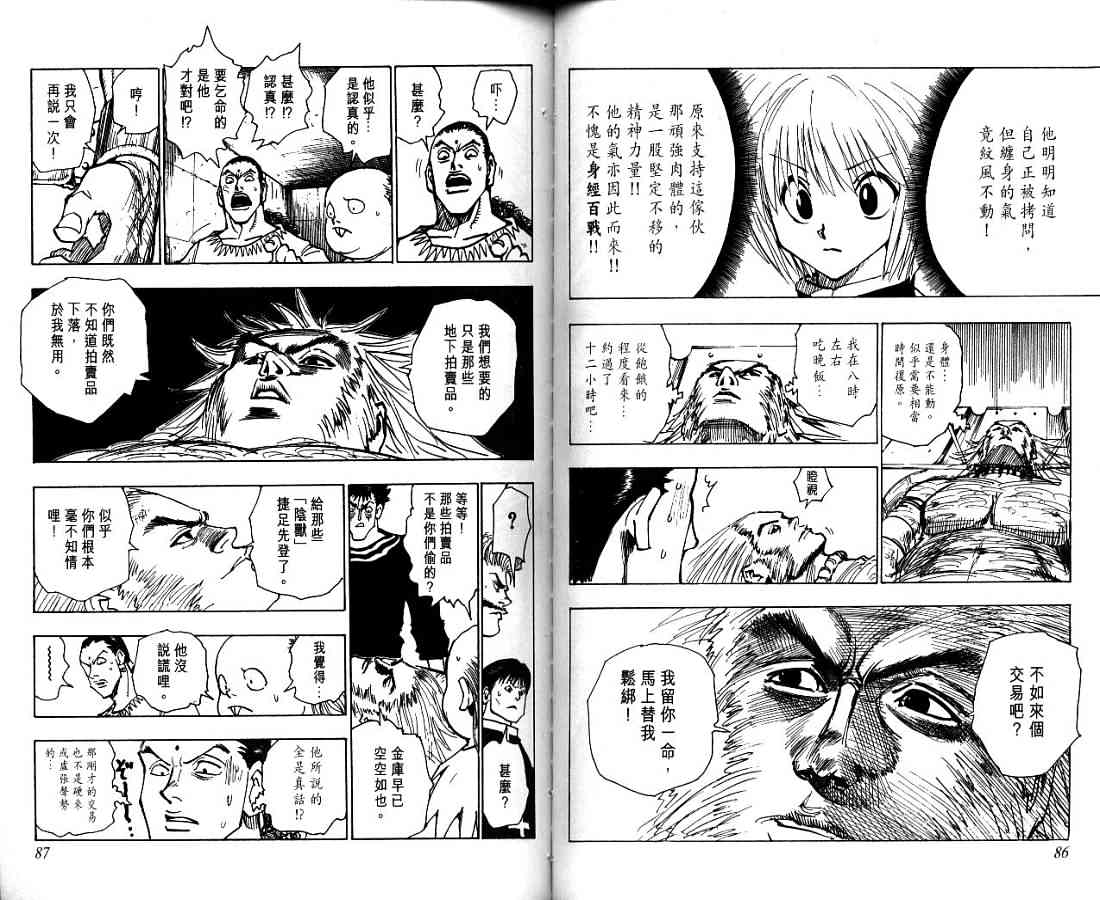 他明明知道
自己正被拷問，
但纏身的氣
竟紋風不動！
原來支持這傢伙
那頑強肉體的，
是一股堅定不移的
精神力量!!
他的氣亦因此而來!!
不愧是身經百戰!!
身體…
還是不能動。
似乎需要相當
時間復原。
我在八時
左右
吃晚飯…
從飽餓的
程度看來…
約過了
十二小時吧…
瞪視
不如來個
交易吧？
我留你一命，
馬上替我
鬆綁！
86
吓…
甚麼？
他似乎…
是認真的。
甚麼!?
認真!?
要乞命的
是他
才對吧!?
哼！
我只會
再說一次！
我們想要的
只是那些
地下拍賣品。
你們既然
不知道拍賣品
下落，
於我無用。
？
甚麼？
等等！
那些拍賣品
不是你們偷的？
金庫早已
空空如也。
給那些
「陰獸」
捷足先登了。
似乎
你們根本
毫不知情
哩！
我覺得…
他沒
說謊哩。
他所說的
全是真話!?
那剛才的交易
也不是硬來
或虛張聲勢
的…
87